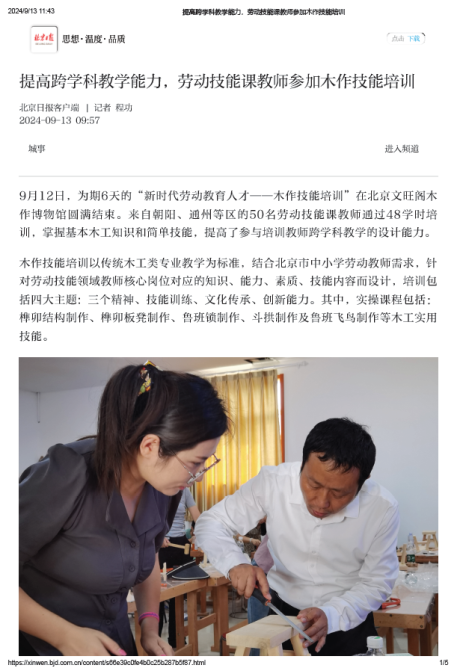 2024/9/13 11:43
提高跨学科教学能力，劳动技能课教师参加木作技能培训
北京日报
思想·温度·品质
点击 下载
提高跨学科教学能力，劳动技能课教师参加木作技能培训
北京日报客户端 | 记者 程功
2024-09-13 09:57
城事
进入频道
9月12日，为期6天的“新时代劳动教育人才——木作技能培训”在北京文旺阁木
作博物馆圆满结束。来自朝阳、通州等区的50名劳动技能课教师通过48学时培
训，掌握基本木工知识和简单技能，提高了参与培训教师跨学科教学的设计能力。
木作技能培训以传统木工类专业教学为标准，结合北京市中小学劳动教师需求，针
对劳动技能领域教师核心岗位对应的知识、能力、素质、技能内容而设计，培训包
括四大主题：三个精神、技能训练、文化传承、创新能力。其中，实操课程包括：
榫卯结构制作、榫卯板凳制作、鲁班锁制作、斗拱制作及鲁班飞鸟制作等木工实用
技能。
https://xinwen.bjd.com.cn/content/s66e39c0fe4b0c25b287b5f87.html
1/5